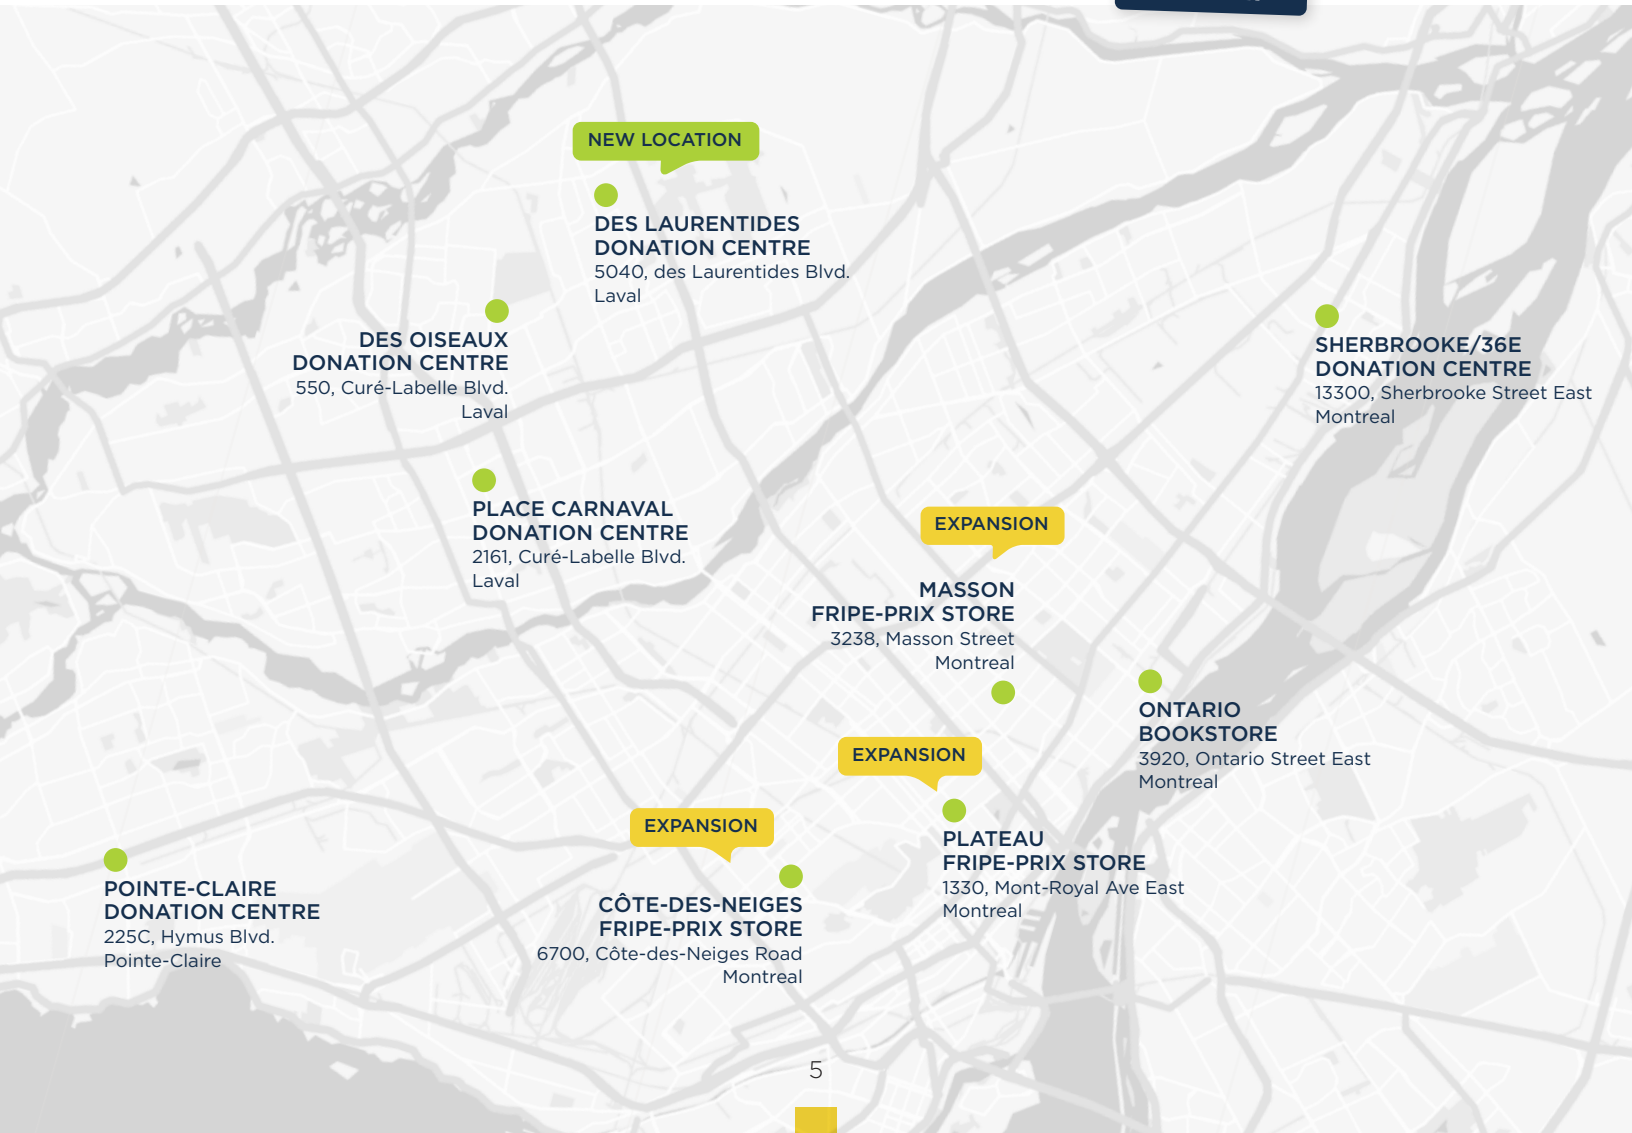 NEW LOCATION
DES LAURENTIDES
DONATION CENTRE
5040, des Laurentides Blvd.
Laval
DES OISEAUX
DONATION CENTRE
550, Curé-Labelle Blvd.
Laval
SHERBROOKE/36E
DONATION CENTRE
13300, Sherbrooke Street East
Montreal
PLACE CARNAVAL
DONATION CENTRE
2161, Curé-Labelle Blvd.
Laval
EXPANSION
MASSON
FRIPE-PRIX STORE
3238, Masson Street
Montreal
ONTARIO
BOOKSTORE
3920, Ontario Street East
Montreal
EXPANSION
PLATEAU
FRIPE-PRIX STORE
1330, Mont-Royal Ave East
Montreal
EXPANSION
CÔTE-DES-NEIGES
FRIPE-PRIX STORE
6700, Côte-des-Neiges Road
Montreal
POINTE-CLAIRE
DONATION CENTRE
225C, Hymus Blvd.
Pointe-Claire
5